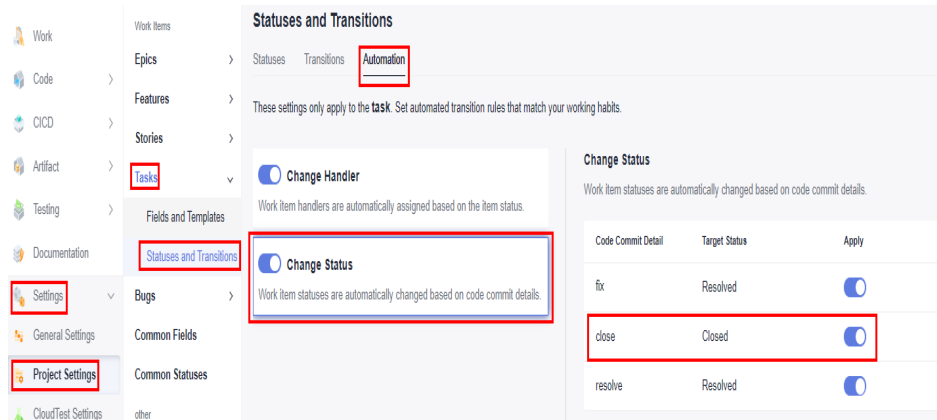 Work
Code
CICD
Artifact
Testing
Documentation
Settings
General Settings
Project Settings
CloudTest Settings
Work Items
Epics
Features
Stories
Tasks
Fields and Templates
Statuses and Transitions
Bugs
Common Fields
Common Statuses
other
Statuses and Transitions
Statuses Transitions Automation
These settings only apply to the task. Set automated transition rules that match your working habits.
Change Handler
Work item handlers are automatically assigned based on the item status.
Change Status
Work item statuses are automatically changed based on code commit details.
Change Status
Work item statuses are automatically changed based on code commit details.
Code Commit Detail Target Status Apply
fix Resolved
close Closed
resolve Resolved